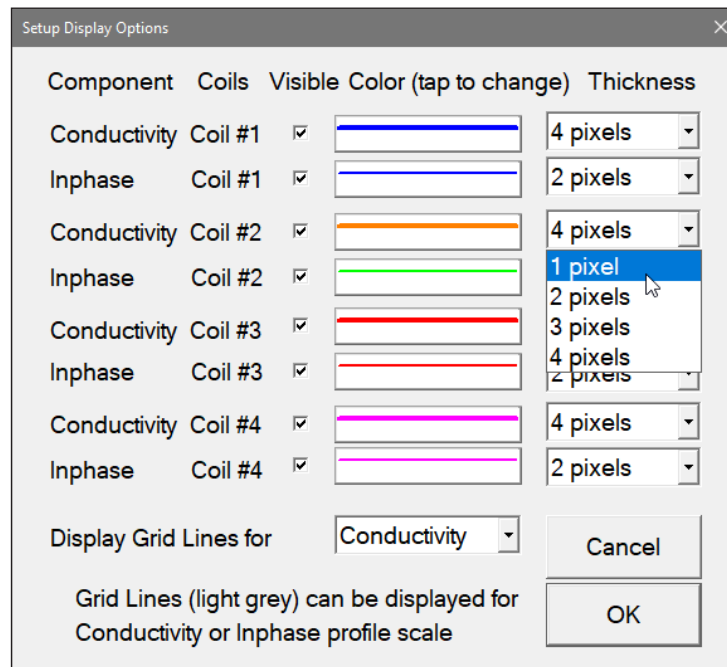 Setup Display Options
Component Coils Visible Color (tap to change) Thickness
Conductivity Coil #1 4 pixels
Inphase Coil #1 2 pixels
Conductivity Coil #2 4 pixels
Inphase Coil #2 1 pixel
2 pixels
Conductivity Coil #3 3 pixels
4 pixels
Inphase Coil #3 2 pixels
Conductivity Coil #4 4 pixels
Inphase Coil #4 2 pixels
Display Grid Lines for Conductivity Cancel
Grid Lines (light grey) can be displayed for
Conductivity or Inphase profile scale
OK